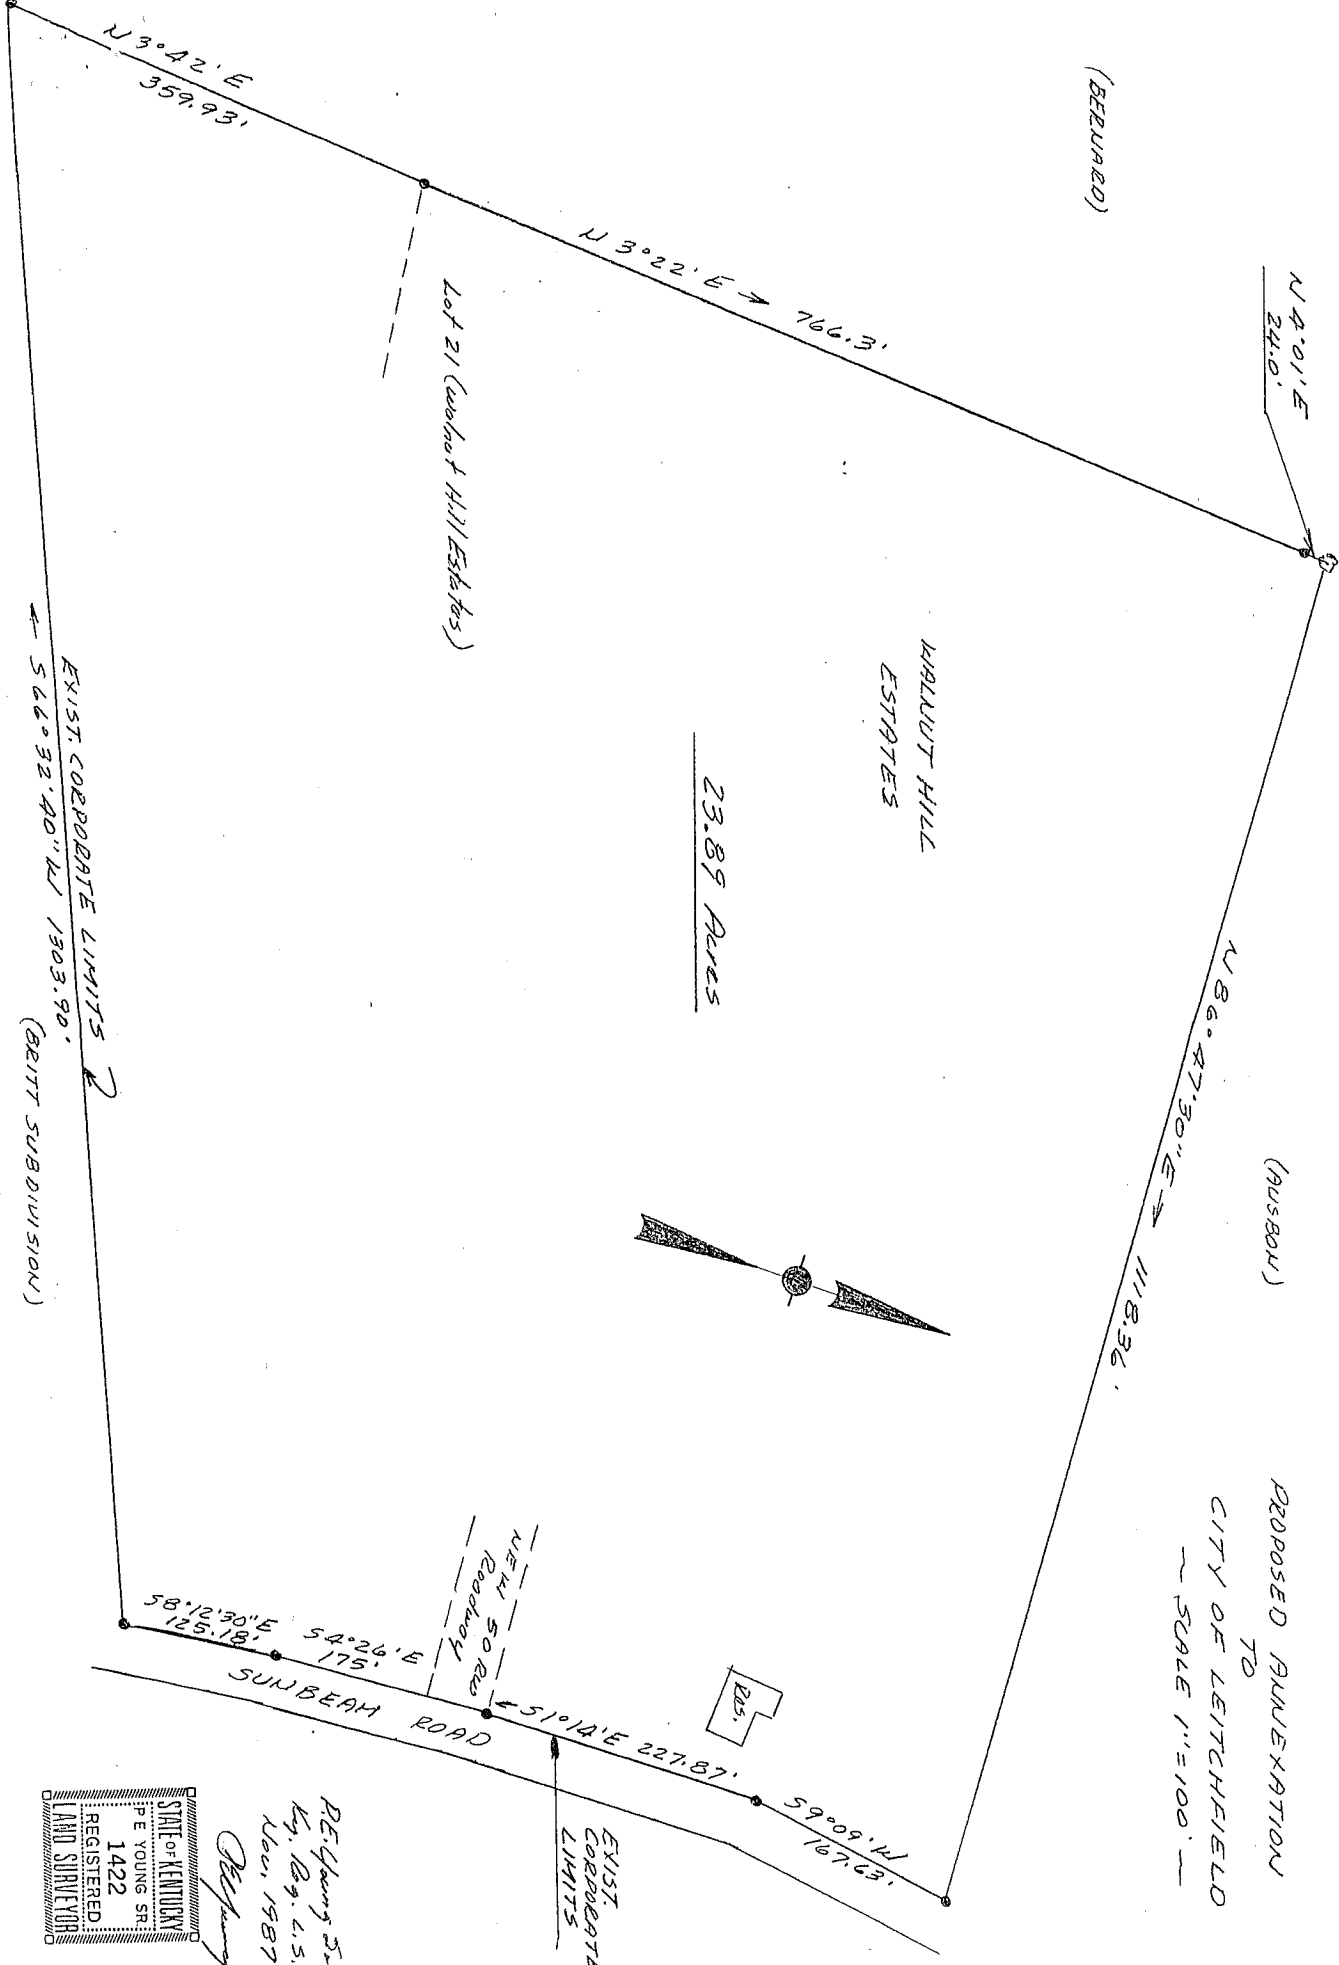 PROPOSED ANNEXATION
TO
CITY OF LEITCHFIELD
~ SCALE 1"=100' ~
(BERNARD)
N 4°01' E
24.0'
(AUSBON)
N 86°47'30" E → 1118.36'
N 3°42' E
359.93'
N 3°22' E → 766.3'
Lot 21 (Walnut Hill Estates)
WALNUT HILL
ESTATES
23.89 Acres
Res.
S9°09'W
167.63'
← S1°14'E 227.87'
NEW 50 R/W
Roadway
S4°26'E
175'
S8°12'30"E
125.18'
SUNBEAM ROAD
EXIST.
CORPORATE
LIMITS
EXIST. CORPORATE LIMITS
← S66°32'40"W 1303.90'
(BRITT SUBDIVISION)
P.E. Young Sr.
Ky. Reg. L.S.
Nov. 1987
PEYoung
STATE OF KENTUCKY
P E YOUNG SR.
1422
REGISTERED
LAND SURVEYOR